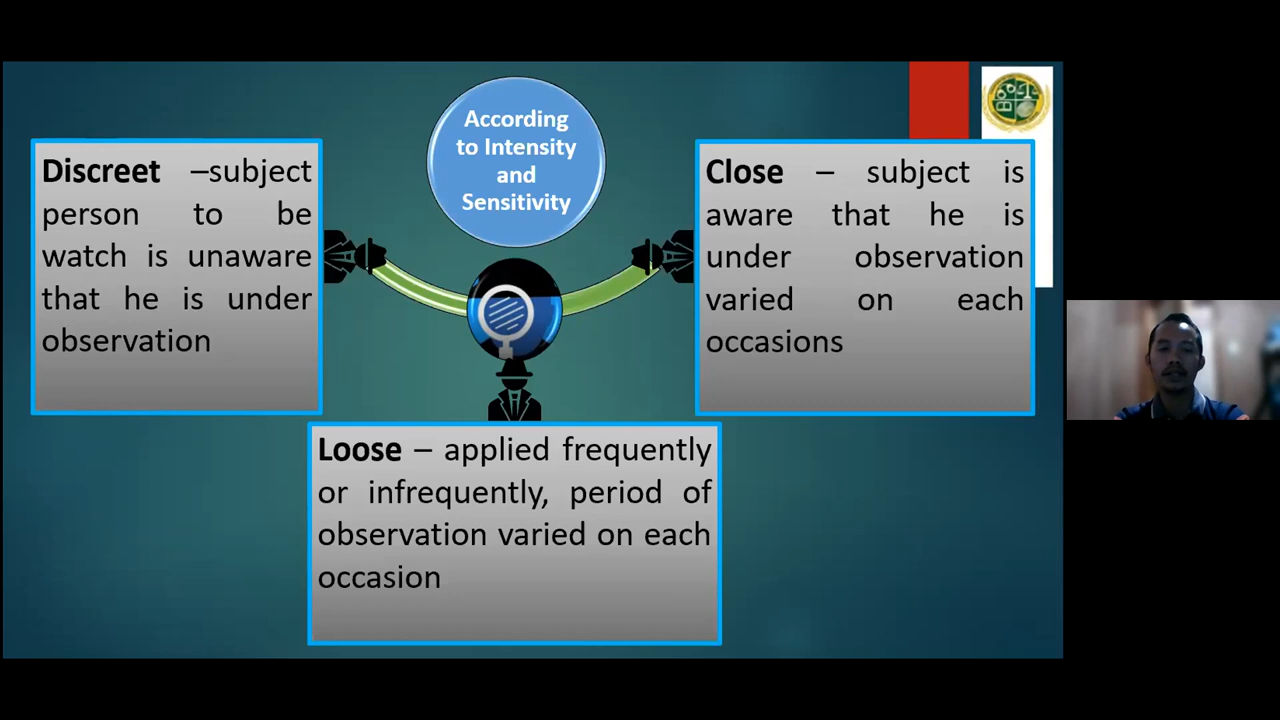 According
to Intensity
and
Sensitivity
Discreet –subject
person to be
watch is unaware
that he is under
observation
Close – subject is
aware that he is
under observation
varied on each
occasions
Loose – applied frequently
or infrequently, period of
observation varied on each
occasion